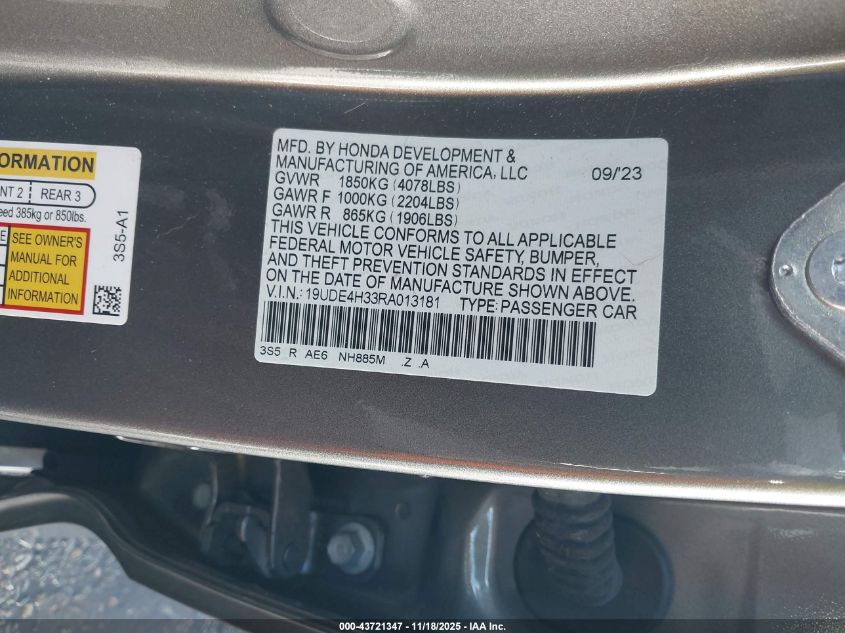 ORMATION
NT 2 REAR 3
eed 385kg or 850lbs.
E SEE OWNER'S
MANUAL FOR
ADDITIONAL
INFORMATION
3S5-A1
MFD. BY HONDA DEVELOPMENT &
MANUFACTURING OF AMERICA, LLC 09/'23
GVWR 1850KG (4078LBS)
GAWR F 1000KG (2204LBS)
GAWR R 865KG (1906LBS)
THIS VEHICLE CONFORMS TO ALL APPLICABLE
FEDERAL MOTOR VEHICLE SAFETY, BUMPER,
AND THEFT PREVENTION STANDARDS IN EFFECT
ON THE DATE OF MANUFACTURE SHOWN ABOVE.
V.I.N.: 19UDE4H33RA013181 TYPE: PASSENGER CAR
3S5 R AE6 NH885M .Z .A
000-43721347 - 11/18/2025 - IAA Inc.